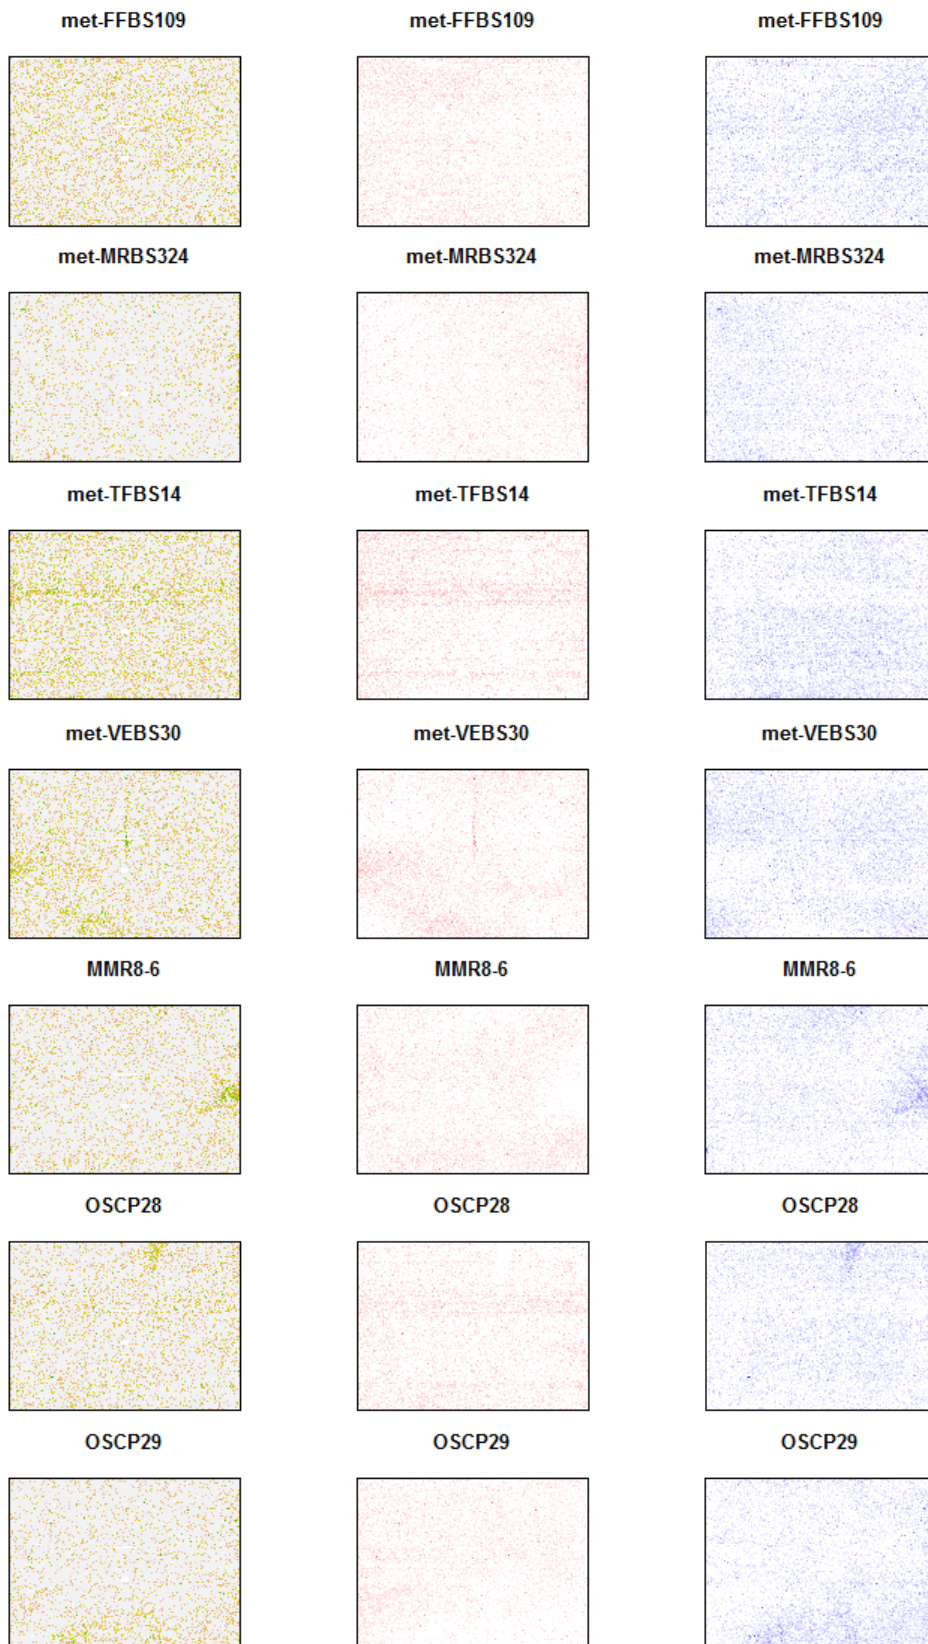 met-FFBS109 met-FFBS109 met-FFBS109
met-MRBS324 met-MRBS324 met-MRBS324
met-TFBS14 met-TFBS14 met-TFBS14
met-VEBS30 met-VEBS30 met-VEBS30
MMR8-6 MMR8-6 MMR8-6
OSCP28 OSCP28 OSCP28
OSCP29 OSCP29 OSCP29